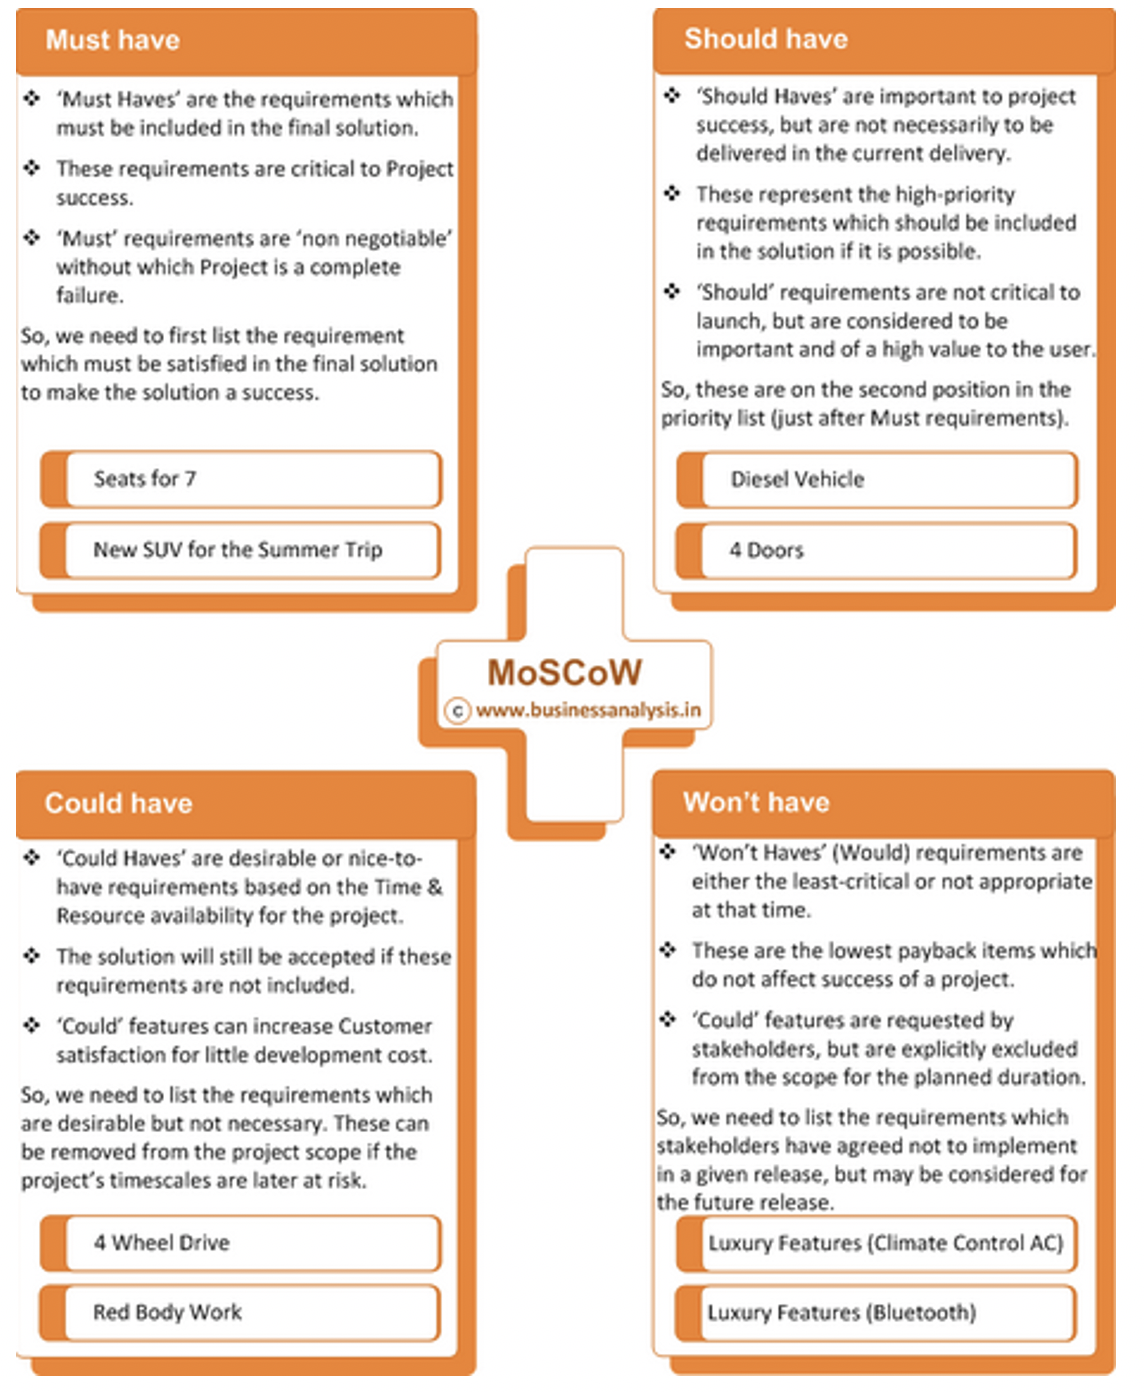 Must have
❖ ‘Must Haves’ are the requirements which
must be included in the final solution.
❖ These requirements are critical to Project
success.
❖ ‘Must’ requirements are ‘non negotiable’
without which Project is a complete
failure.
So, we need to first list the requirement
which must be satisfied in the final solution
to make the solution a success.
Seats for 7
New SUV for the Summer Trip
Should have
❖ ‘Should Haves’ are important to project
success, but are not necessarily to be
delivered in the current delivery.
❖ These represent the high-priority
requirements which should be included
in the solution if it is possible.
❖ ‘Should’ requirements are not critical to
launch, but are considered to be
important and of a high value to the user.
So, these are on the second position in the
priority list (just after Must requirements).
Diesel Vehicle
4 Doors
MoSCoW
© www.businessanalysis.in
Could have
❖ ‘Could Haves’ are desirable or nice-to-
have requirements based on the Time &
Resource availability for the project.
❖ The solution will still be accepted if these
requirements are not included.
❖ ‘Could’ features can increase Customer
satisfaction for little development cost.
So, we need to list the requirements which
are desirable but not necessary. These can
be removed from the project scope if the
project’s timescales are later at risk.
4 Wheel Drive
Red Body Work
Won’t have
❖ ‘Won’t Haves’ (Would) requirements are
either the least-critical or not appropriate
at that time.
❖ These are the lowest payback items which
do not affect success of a project.
❖ ‘Could’ features are requested by
stakeholders, but are explicitly excluded
from the scope for the planned duration.
So, we need to list the requirements which
stakeholders have agreed not to implement
in a given release, but may be considered for
the future release.
Luxury Features (Climate Control AC)
Luxury Features (Bluetooth)